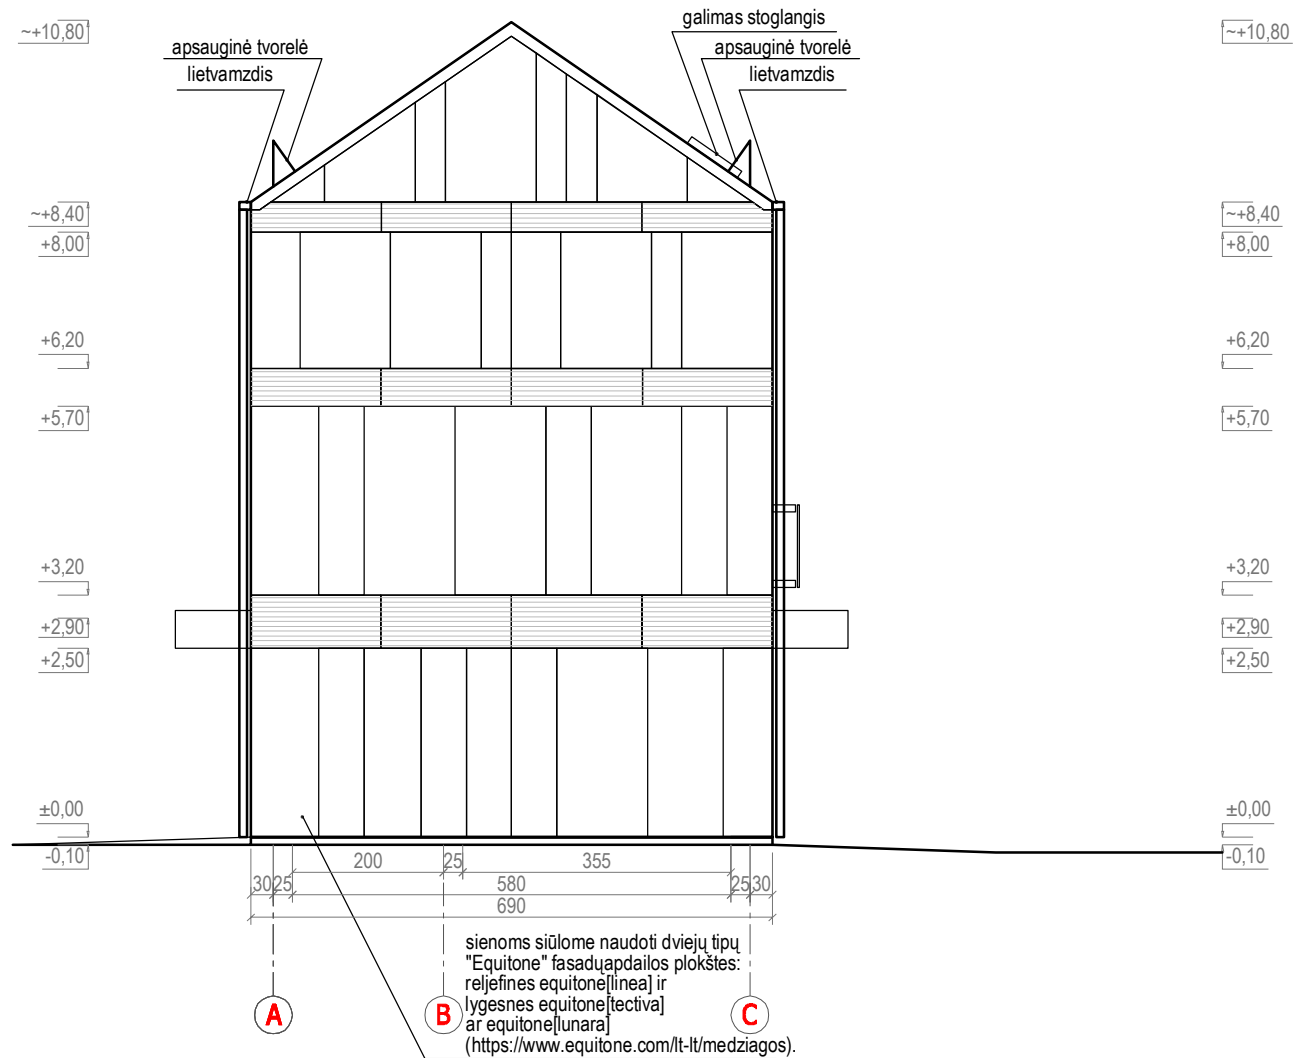 ~+10,80
apsauginė tvorelė
lietvamzdis
galimas stoglangis
apsauginė tvorelė
lietvamzdis
~+10,80
~+8,40
+8,00
+6,20
+5,70
+3,20
+2,90
+2,50
±0,00
-0,10
~+8,40
+8,00
+6,20
+5,70
+3,20
+2,90
+2,50
±0,00
-0,10
200 25 355
30 25 580 25 30
690
A B C
sienoms siūlome naudoti dviejų tipų
"Equitone" fasadųapdailos plokštes:
reljefines equitone[linea] ir
lygesnes equitone[tectiva]
ar equitone[lunara]
(https://www.equitone.com/lt-lt/medziagos).